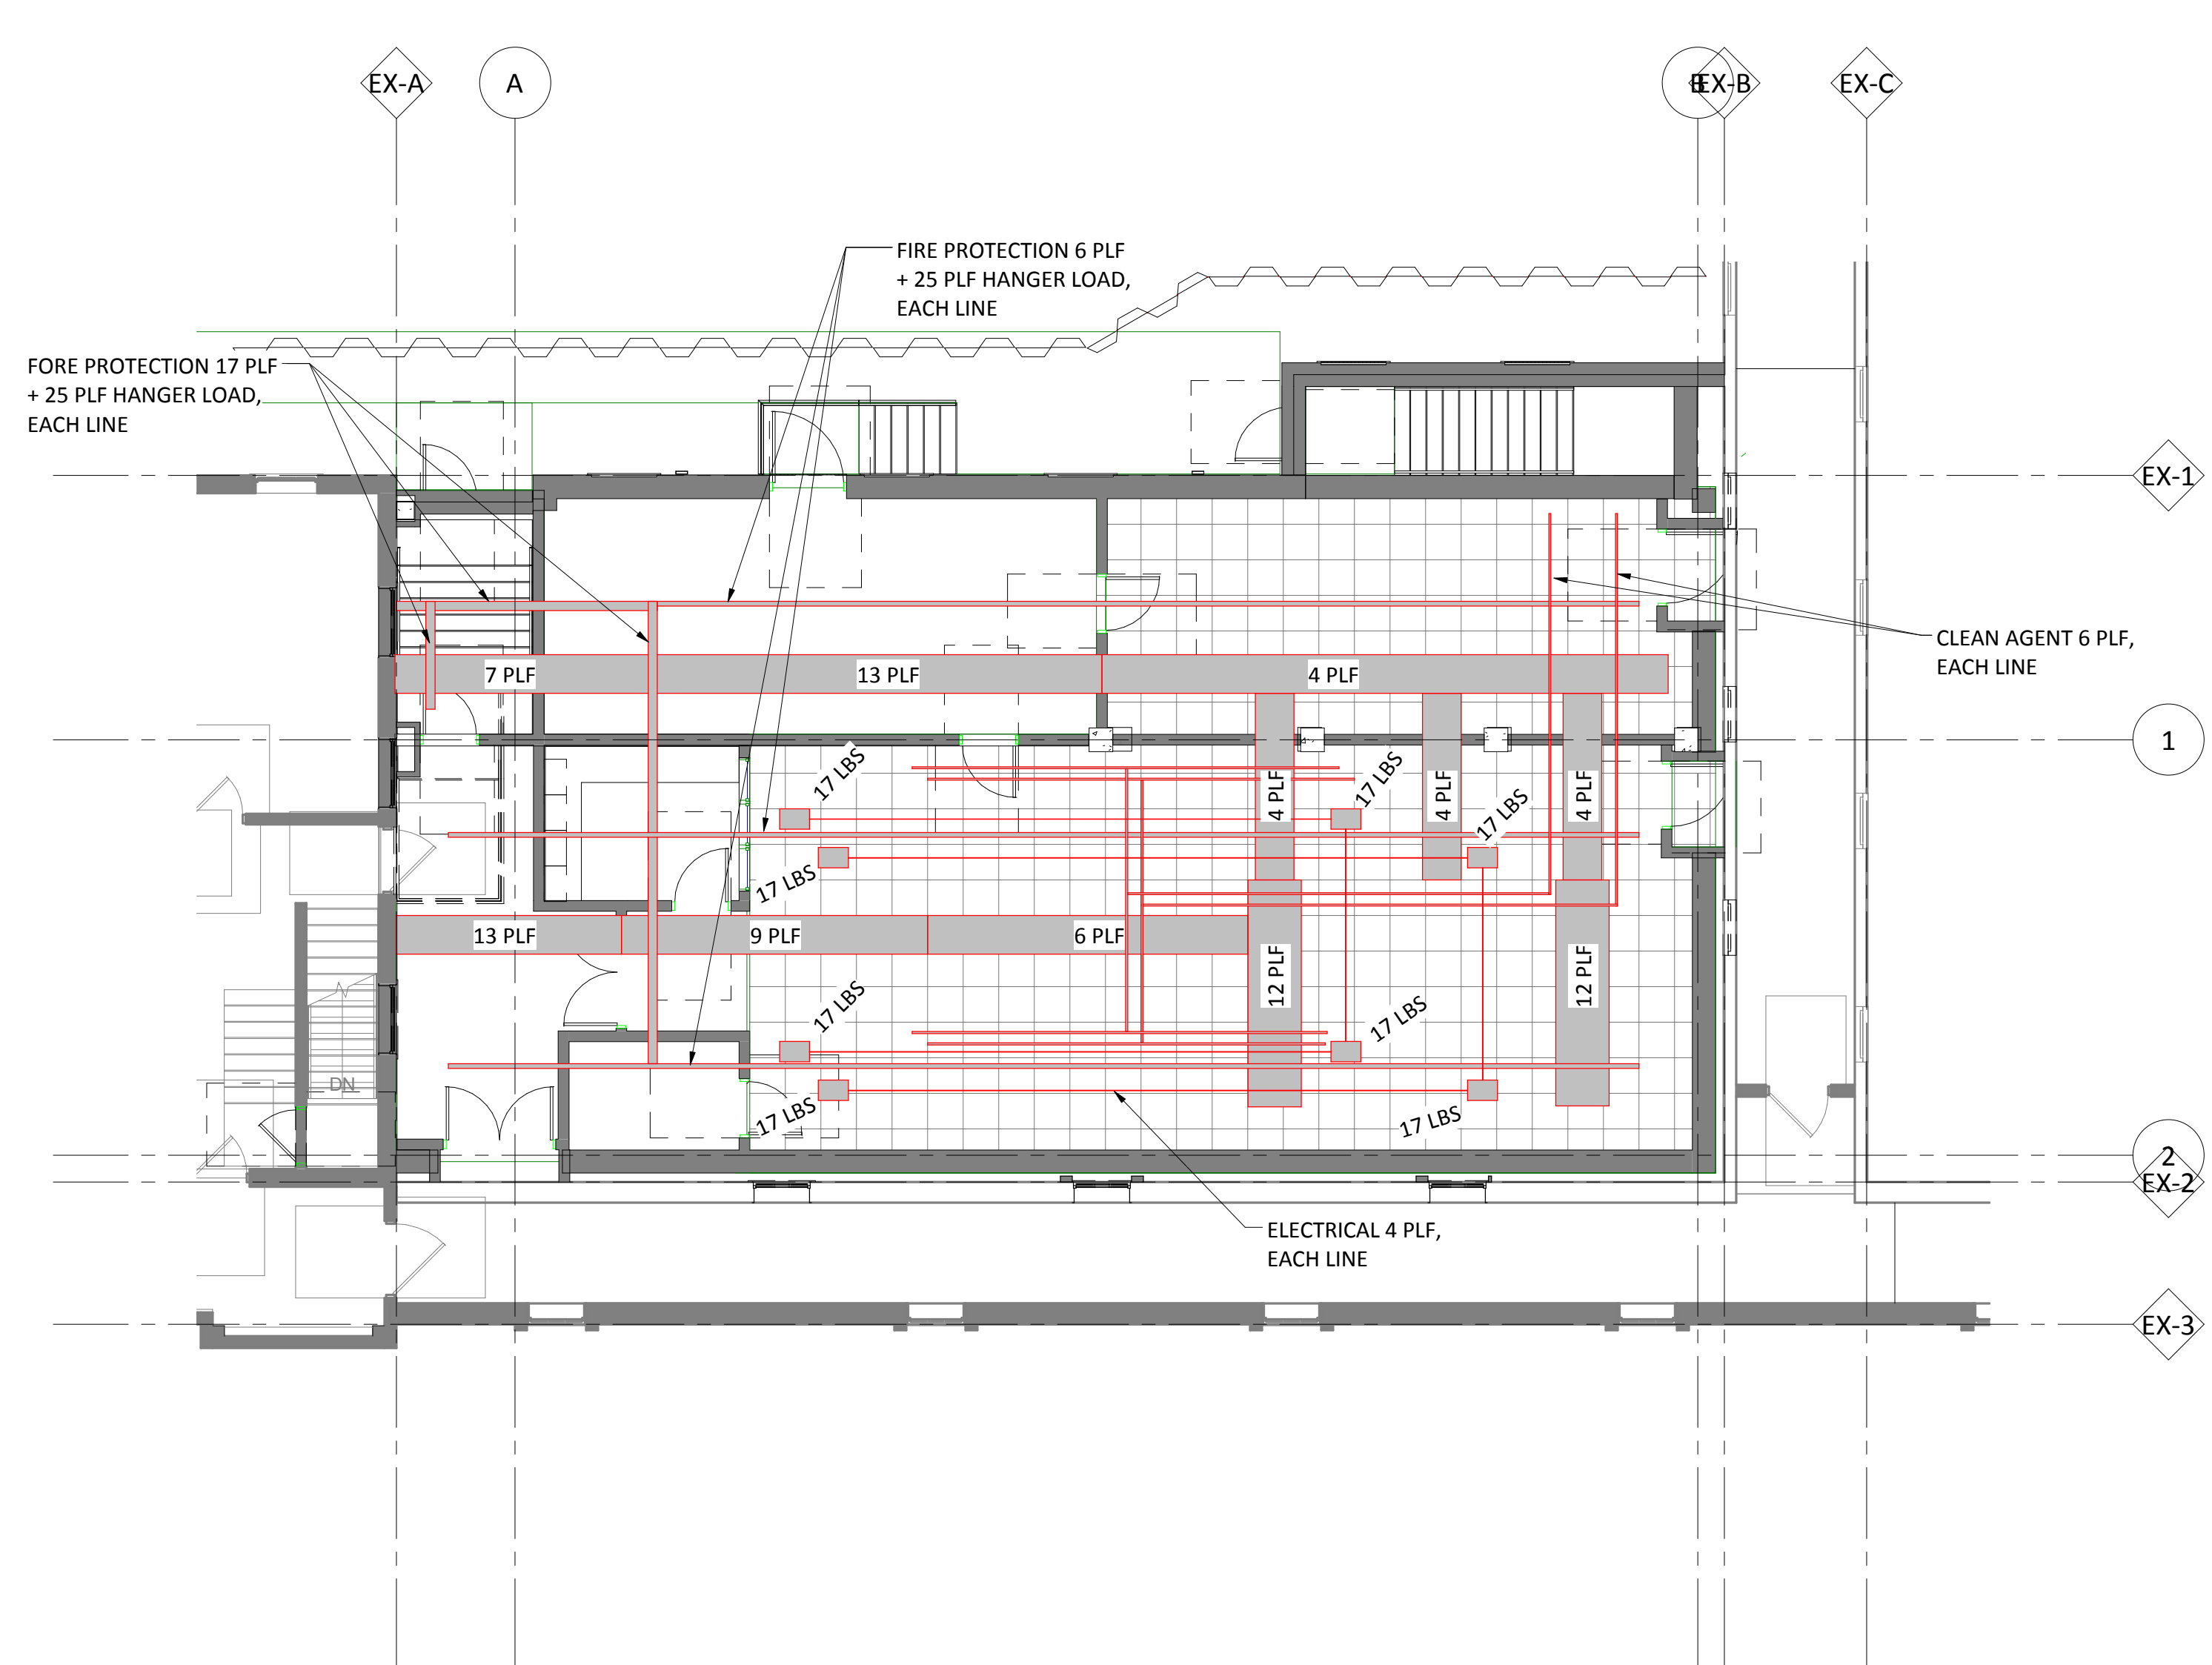 EX-A
A
B
EX-B
EX-C
FIRE PROTECTION 6 PLF
+ 25 PLF HANGER LOAD,
EACH LINE
FORE PROTECTION 17 PLF
+ 25 PLF HANGER LOAD,
EACH LINE
EX-1
CLEAN AGENT 6 PLF,
EACH LINE
7 PLF
13 PLF
4 PLF
1
17 LBS
17 LBS
4 PLF
4 PLF
4 PLF
17 LBS
17 LBS
13 PLF
9 PLF
6 PLF
12 PLF
12 PLF
17 LBS
17 LBS
DN
17 LBS
17 LBS
2
EX-2
ELECTRICAL 4 PLF,
EACH LINE
EX-3